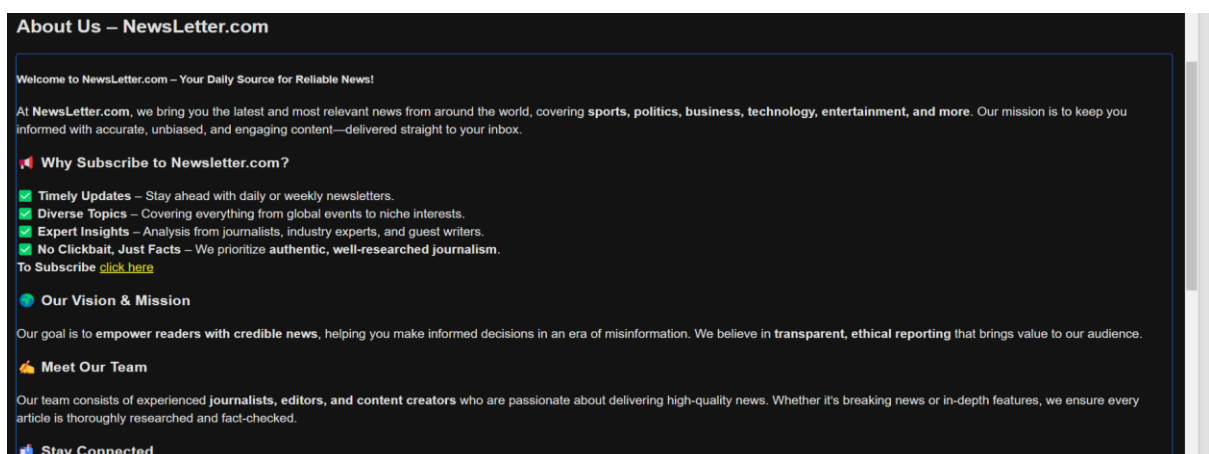 About Us – NewsLetter.com
Welcome to NewsLetter.com – Your Daily Source for Reliable News!
At NewsLetter.com, we bring you the latest and most relevant news from around the world, covering sports, politics, business, technology, entertainment, and more. Our mission is to keep you
informed with accurate, unbiased, and engaging content—delivered straight to your inbox.
📢 Why Subscribe to Newsletter.com?
✅ Timely Updates – Stay ahead with daily or weekly newsletters.
✅ Diverse Topics – Covering everything from global events to niche interests.
✅ Expert Insights – Analysis from journalists, industry experts, and guest writers.
✅ No Clickbait, Just Facts – We prioritize authentic, well-researched journalism.
To Subscribe click here
🌍 Our Vision & Mission
Our goal is to empower readers with credible news, helping you make informed decisions in an era of misinformation. We believe in transparent, ethical reporting that brings value to our audience.
✍️ Meet Our Team
Our team consists of experienced journalists, editors, and content creators who are passionate about delivering high-quality news. Whether it's breaking news or in-depth features, we ensure every
article is thoroughly researched and fact-checked.
📬 Stay Connected